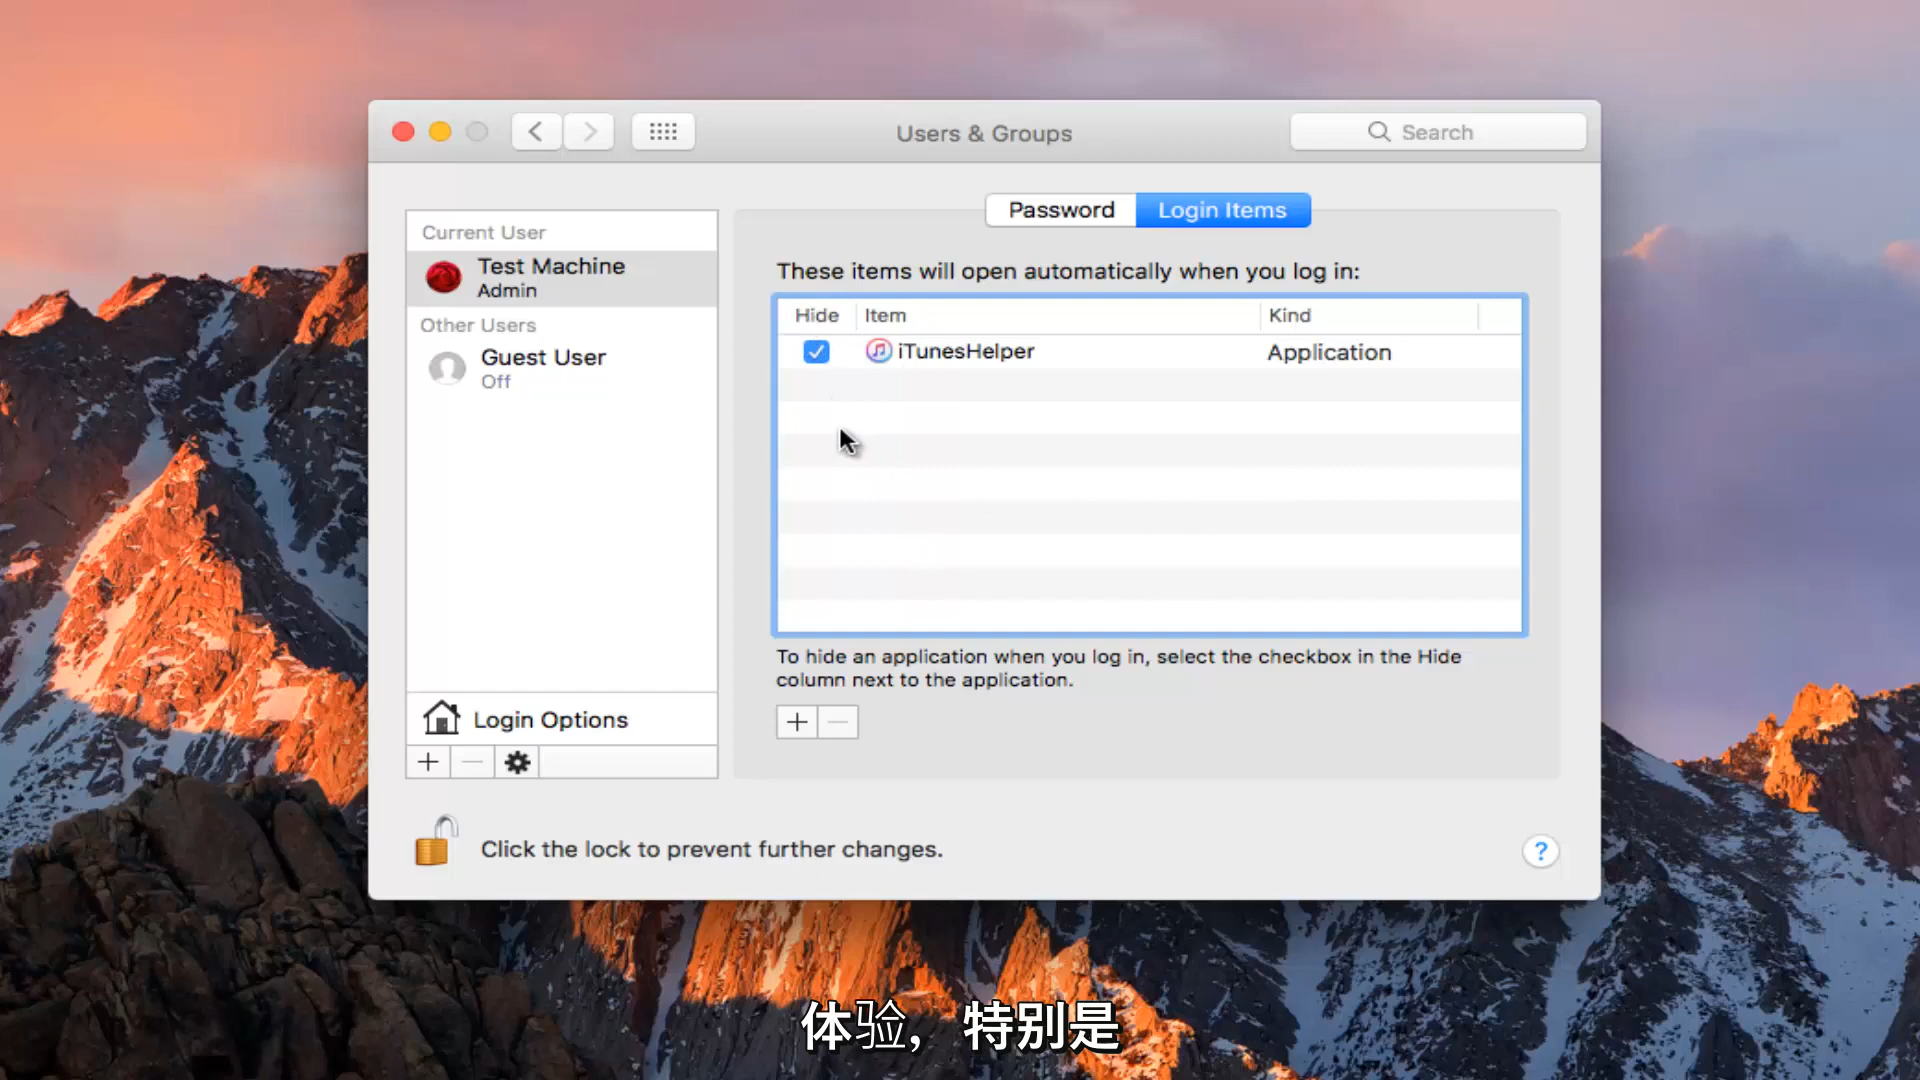 Users & Groups
Search
Password
Login Items
Current User
Test Machine
Admin
Other Users
Guest User
Off
Login Options
These items will open automatically when you log in:
Hide Item Kind
iTunesHelper Application
To hide an application when you log in, select the checkbox in the Hide
column next to the application.
Click the lock to prevent further changes.
?
体验，特别是